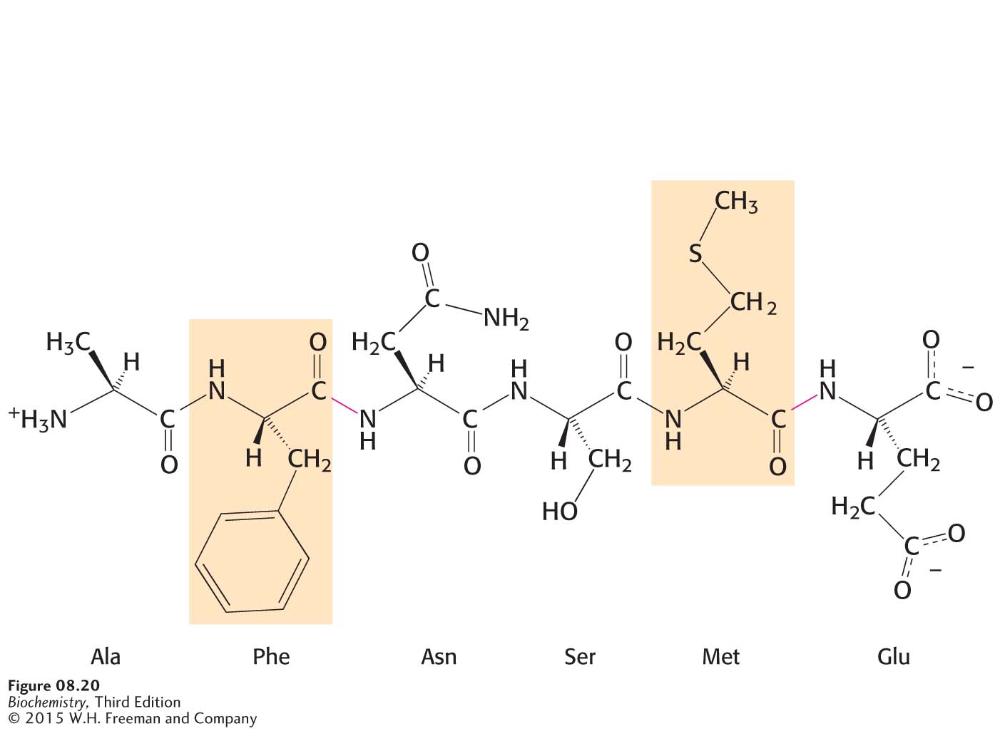 CH3
S
O
C
CH2
NH2
H3C
H
H
N
O
C
H2C
H
H
N
O
C
H2C
H
H
N
O
C
O
–
+H3N
C
O
H
CH2
N
H
C
O
H
CH2
HO
N
H
C
O
H
CH2
H2C
C
O
–
O
Ala Phe Asn Ser Met Glu
Figure 08.20
Biochemistry, Third Edition
© 2015 W.H. Freeman and Company